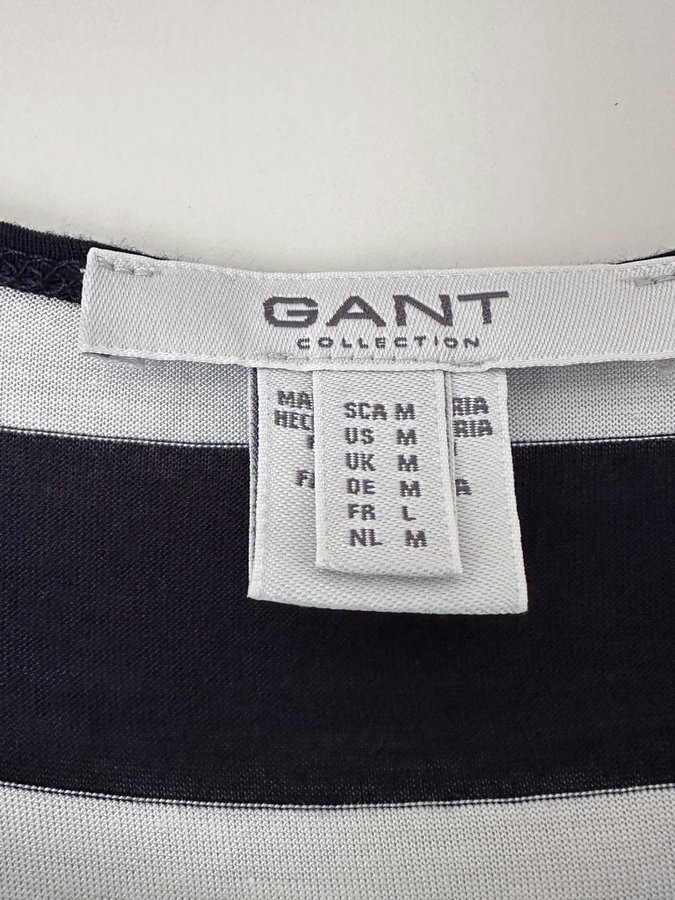 GANT
COLLECTION
SCA M
US M
UK M
DE M
FR L
NL M